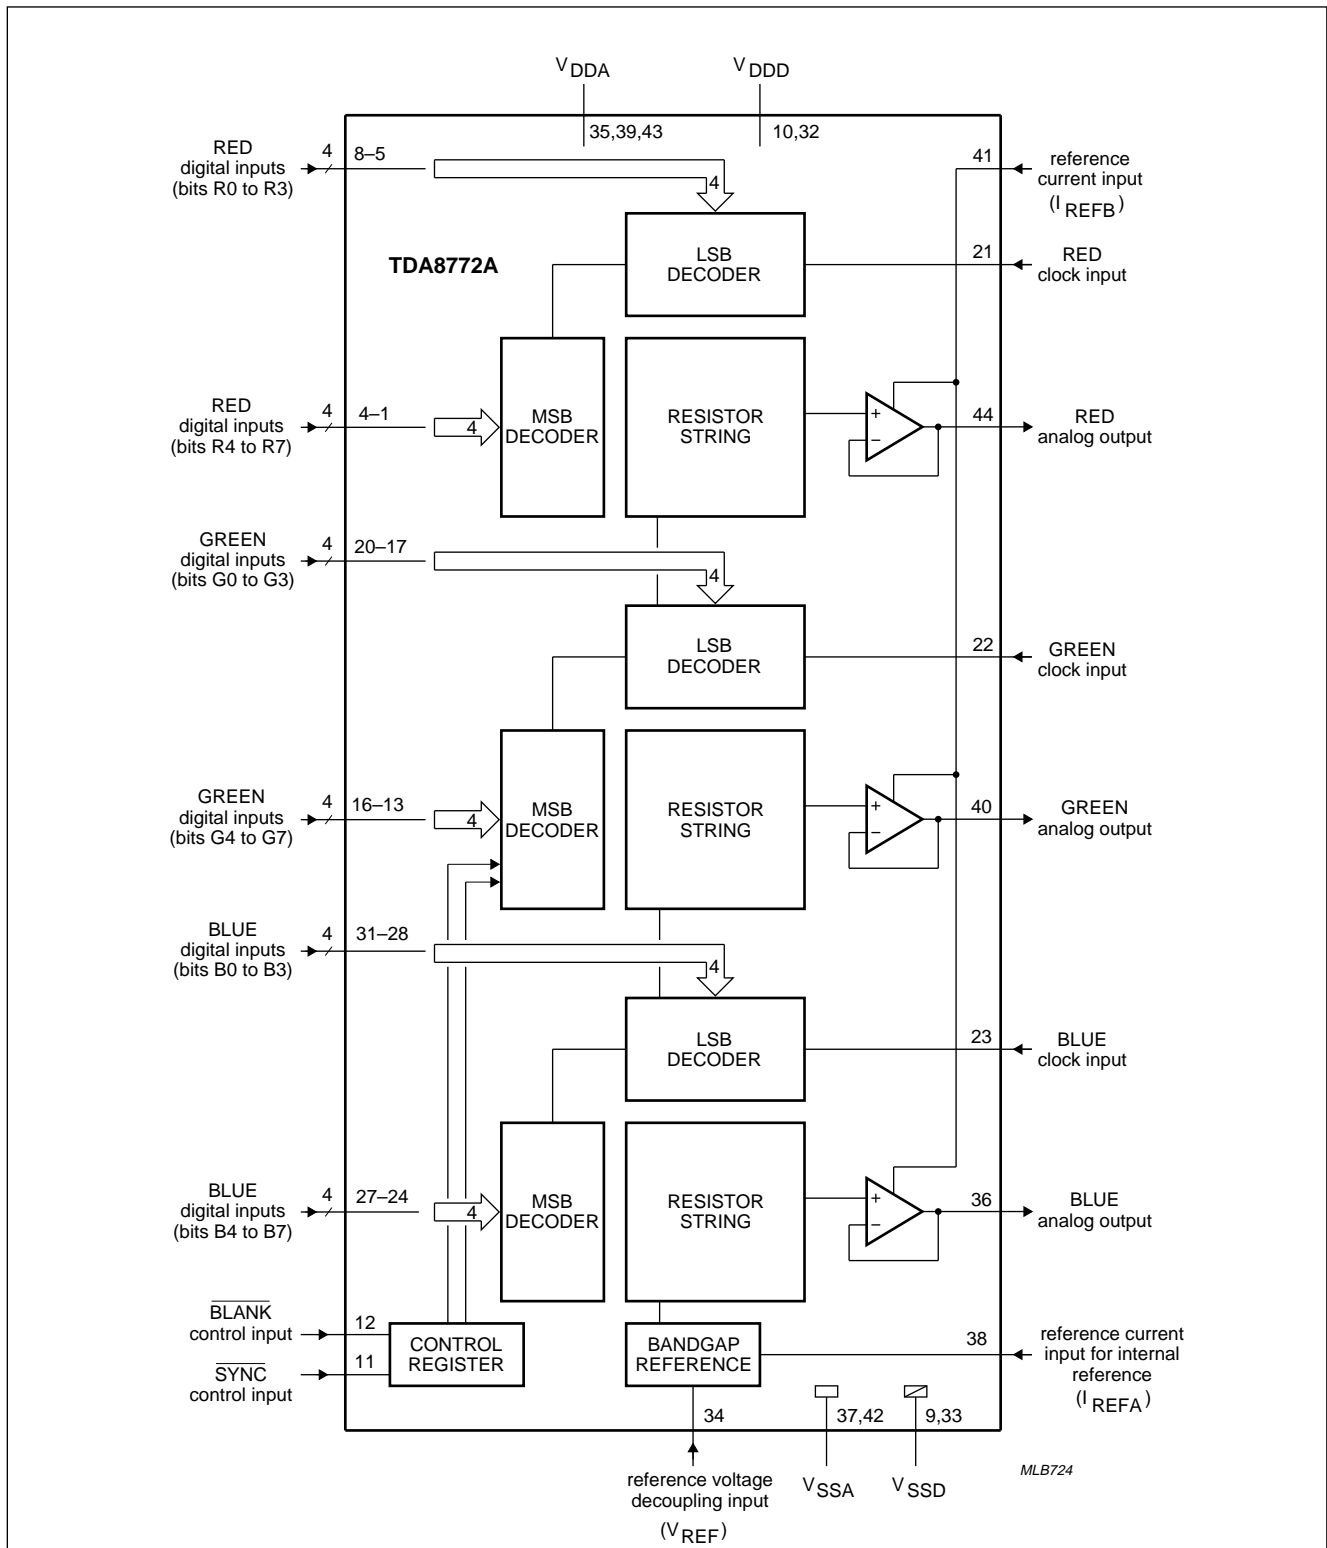 V DDA
V DDD
35,39,43
10,32
RED
digital inputs
(bits R0 to R3)
4
8–5
4
41
reference
current input
(I REFB)
TDA8772A
LSB
DECODER
21
RED
clock input
RED
digital inputs
(bits R4 to R7)
4
4–1
4
MSB
DECODER
RESISTOR
STRING
+
−
44
RED
analog output
GREEN
digital inputs
(bits G0 to G3)
4
20–17
4
LSB
DECODER
22
GREEN
clock input
GREEN
digital inputs
(bits G4 to G7)
4
16–13
4
MSB
DECODER
RESISTOR
STRING
+
−
40
GREEN
analog output
BLUE
digital inputs
(bits B0 to B3)
4
31–28
4
LSB
DECODER
23
BLUE
clock input
BLUE
digital inputs
(bits B4 to B7)
4
27–24
4
MSB
DECODER
RESISTOR
STRING
+
−
36
BLUE
analog output
BLANK
control input
12
SYNC
control input
11
CONTROL
REGISTER
BANDGAP
REFERENCE
38
reference current
input for internal
reference
(I REFA)
34
37,42
9,33
reference voltage
decoupling input
(V REF)
V SSA
V SSD
MLB724